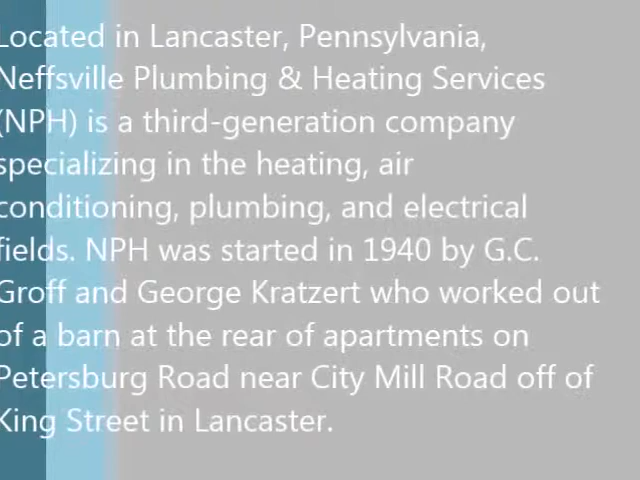 Located in Lancaster, Pennsylvania,
Neffsville Plumbing & Heating Services
(NPH) is a third-generation company
specializing in the heating, air
conditioning, plumbing, and electrical
fields. NPH was started in 1940 by G.C.
Groff and George Kratzert who worked out
of a barn at the rear of apartments on
Petersburg Road near City Mill Road off of
King Street in Lancaster.